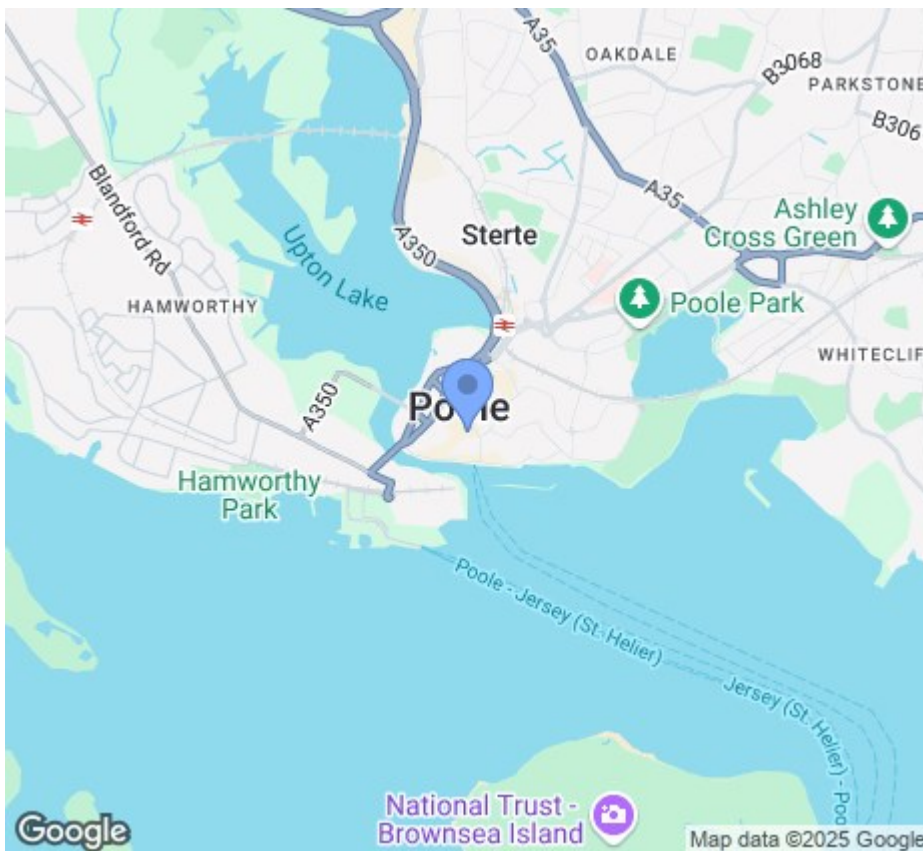 OAKDALE
A35
B3068
PARKSTONE
B306
A35
Ashley
Cross Green
Blandford Rd
Upton Lake
A350
Sterte
Poole Park
HAMWORTHY
WHITECLIF
A350
Poole
Hamworthy
Park
Poole - Jersey (St. Helier)
Jersey (St. Helier) - Poo
National Trust -
Brownsea Island
Google
Map data ©2025 Google